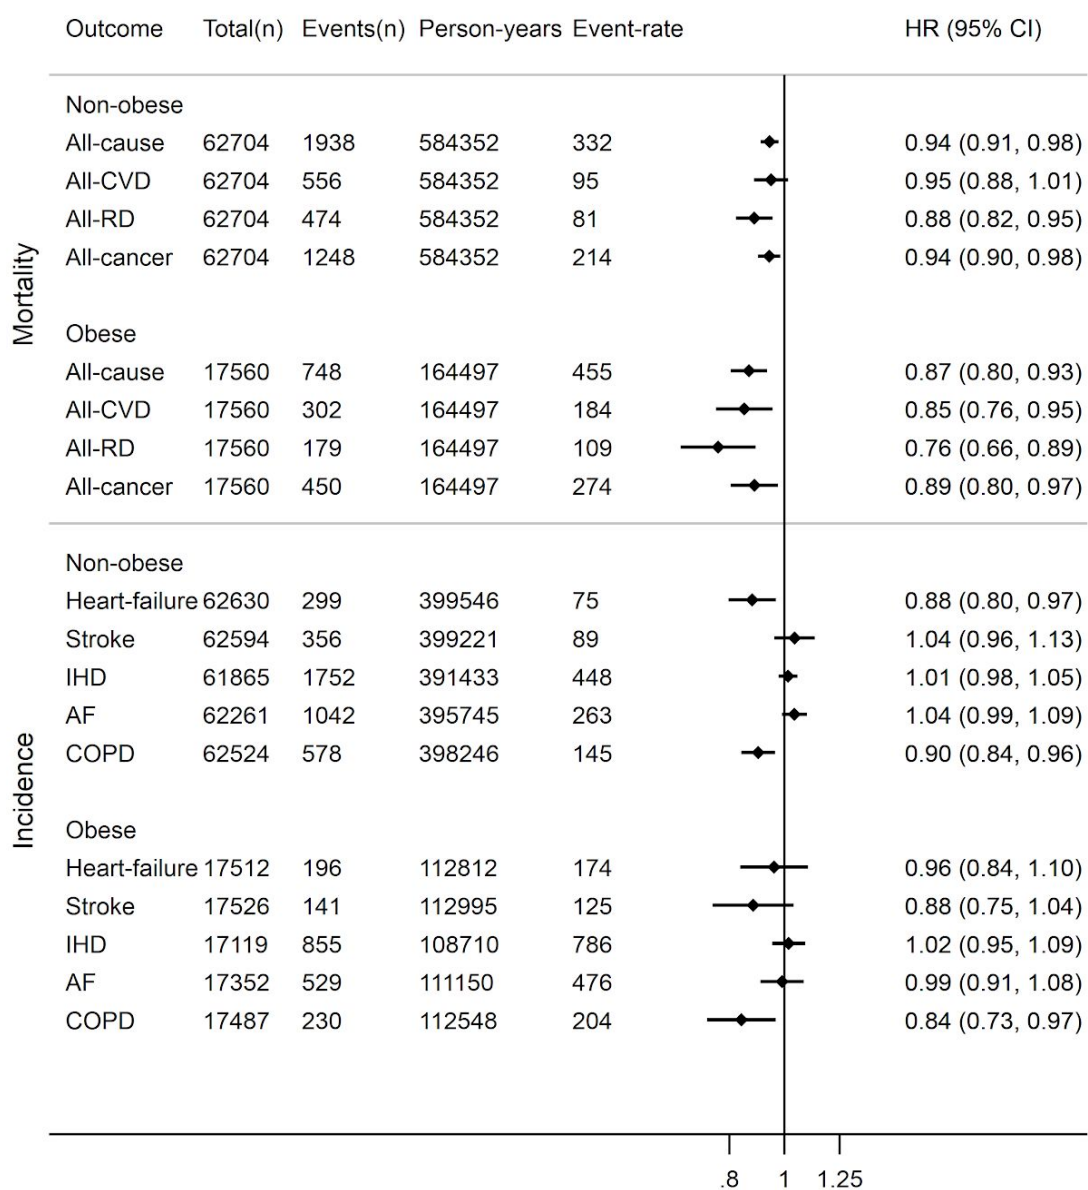 Outcome Total(n) Events(n) Person-years Event-rate HR (95% CI)
Mortality
Non-obese
All-cause 62704 1938 584352 332 0.94 (0.91, 0.98)
All-CVD 62704 556 584352 95 0.95 (0.88, 1.01)
All-RD 62704 474 584352 81 0.88 (0.82, 0.95)
All-cancer 62704 1248 584352 214 0.94 (0.90, 0.98)
Obese
All-cause 17560 748 164497 455 0.87 (0.80, 0.93)
All-CVD 17560 302 164497 184 0.85 (0.76, 0.95)
All-RD 17560 179 164497 109 0.76 (0.66, 0.89)
All-cancer 17560 450 164497 274 0.89 (0.80, 0.97)
Incidence
Non-obese
Heart-failure 62630 299 399546 75 0.88 (0.80, 0.97)
Stroke 62594 356 399221 89 1.04 (0.96, 1.13)
IHD 61865 1752 391433 448 1.01 (0.98, 1.05)
AF 62261 1042 395745 263 1.04 (0.99, 1.09)
COPD 62524 578 398246 145 0.90 (0.84, 0.96)
Obese
Heart-failure 17512 196 112812 174 0.96 (0.84, 1.10)
Stroke 17526 141 112995 125 0.88 (0.75, 1.04)
IHD 17119 855 108710 786 1.02 (0.95, 1.09)
AF 17352 529 111150 476 0.99 (0.91, 1.08)
COPD 17487 230 112548 204 0.84 (0.73, 0.97)
.8 1 1.25